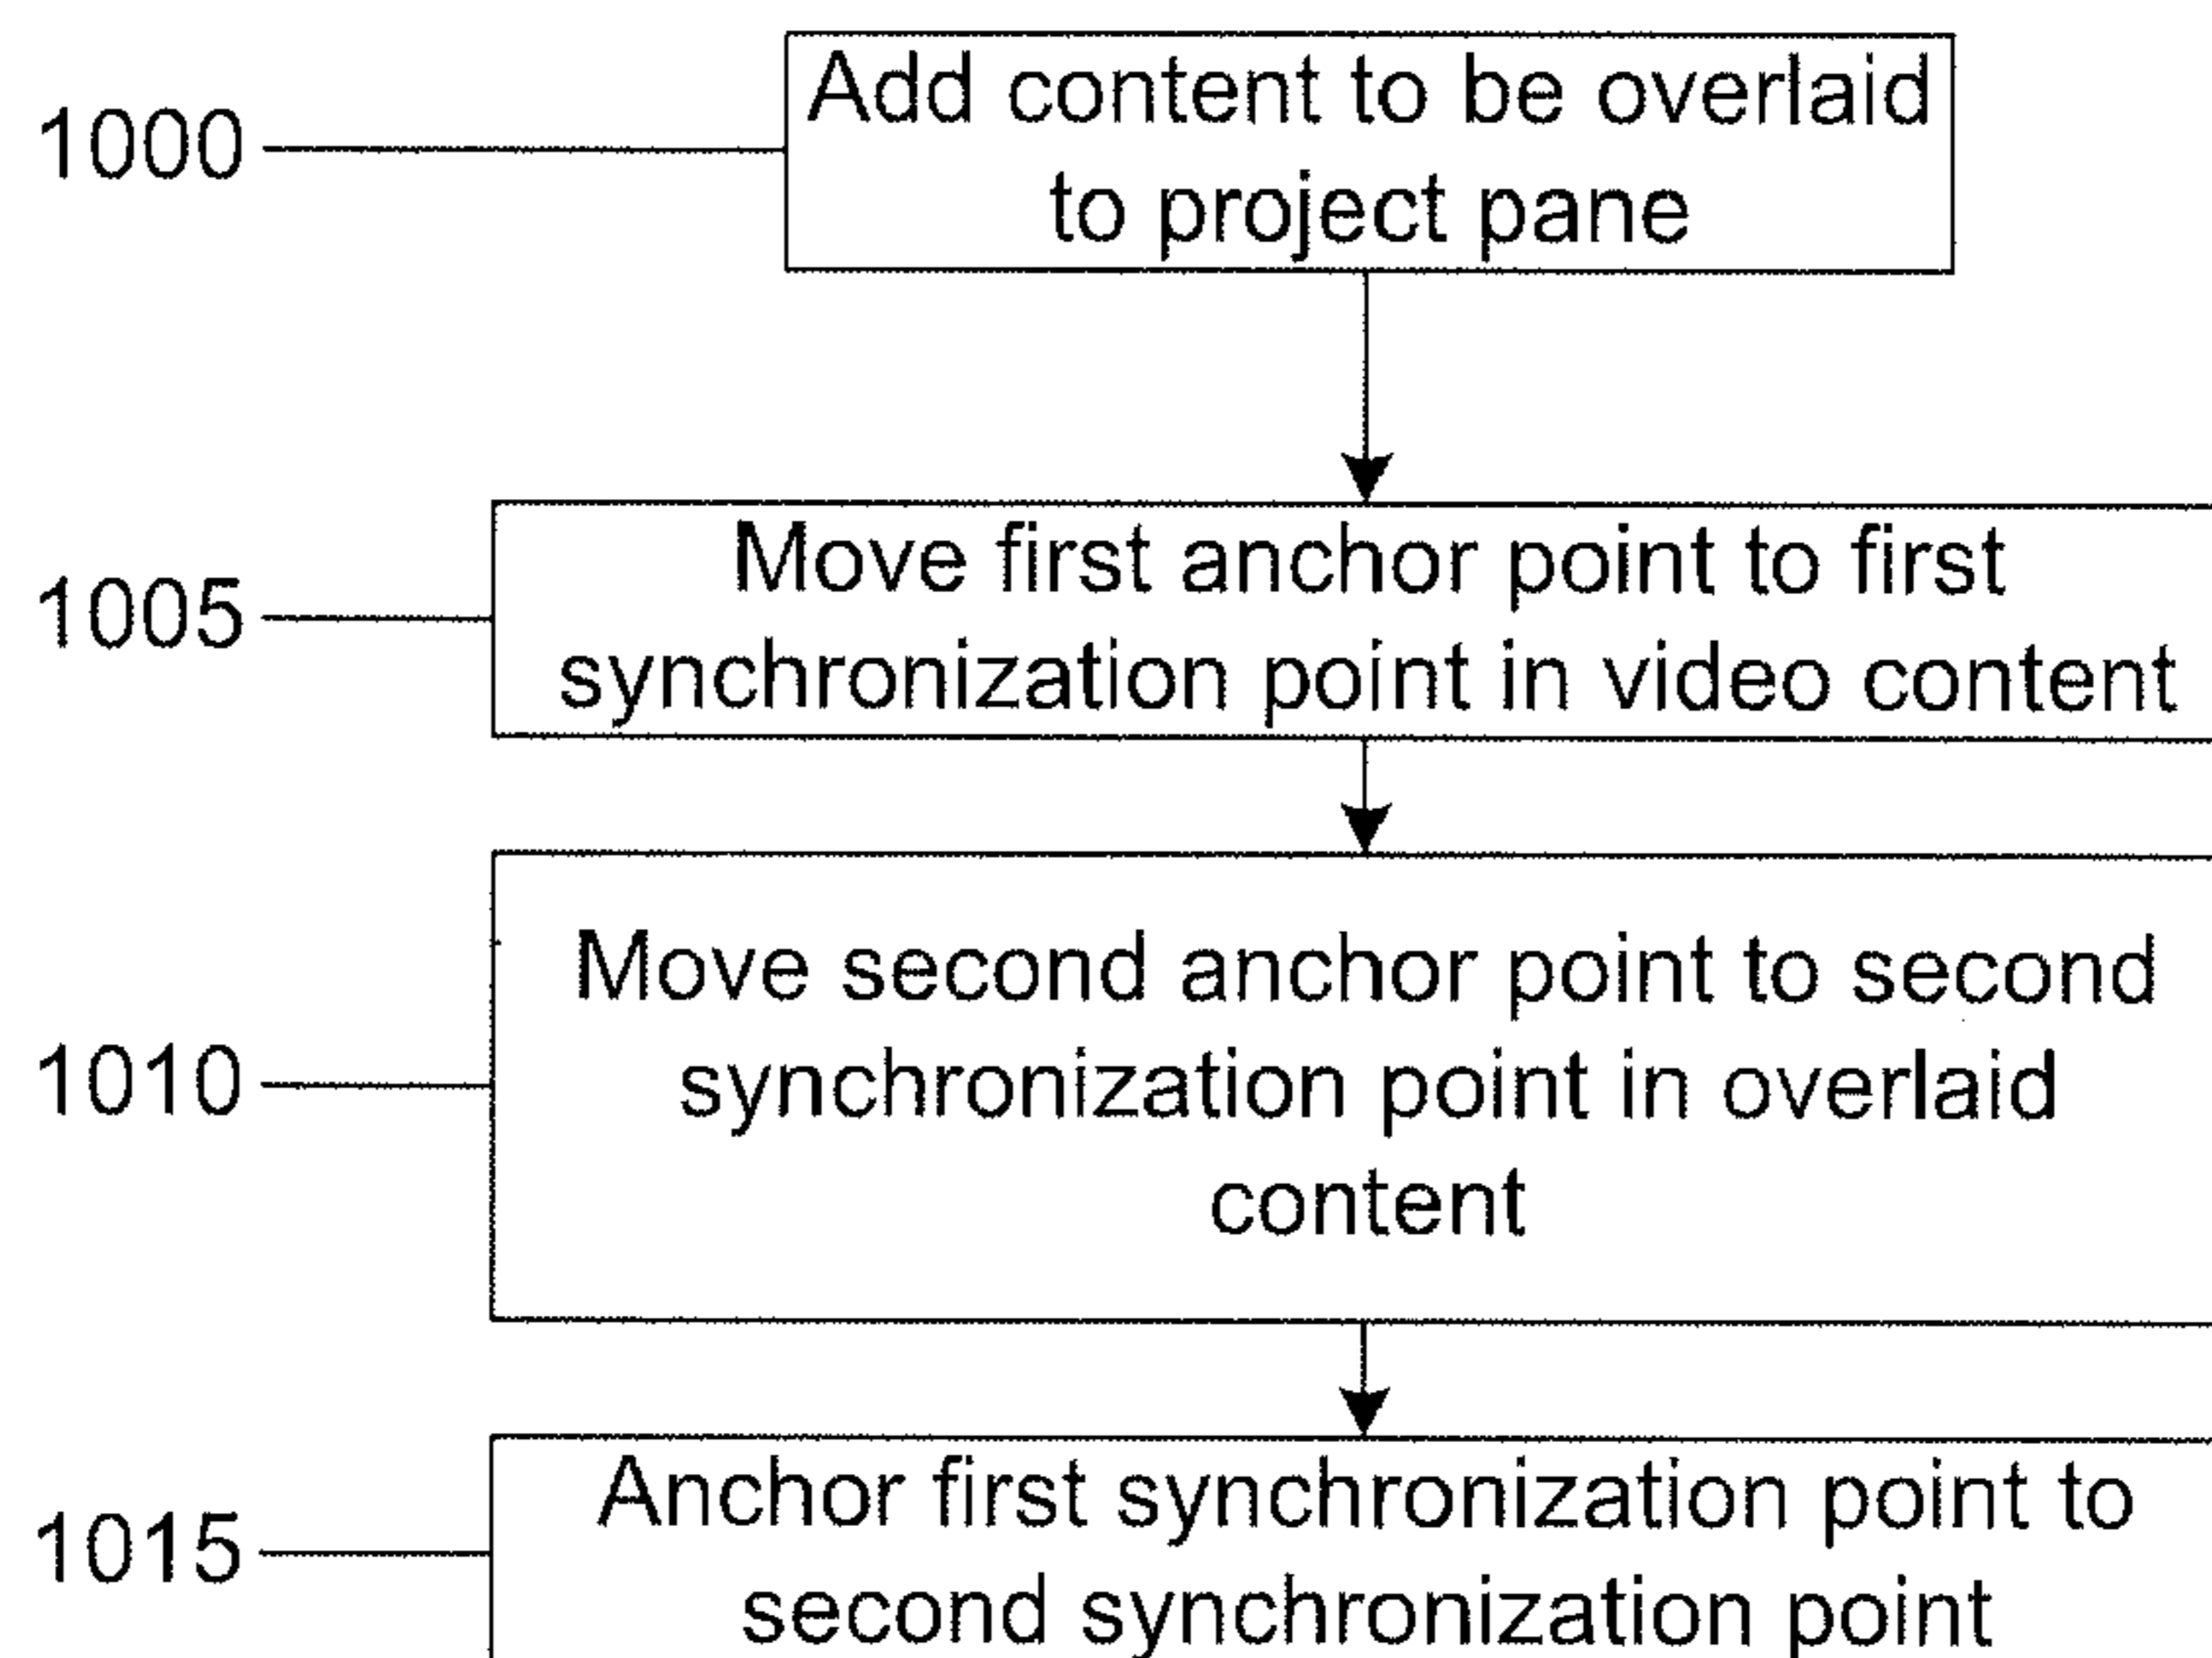 1000
Add content to be overlaid
to project pane
1005
Move first anchor point to first
synchronization point in video content
1010
Move second anchor point to second
synchronization point in overlaid
content
1015
Anchor first synchronization point to
second synchronization point